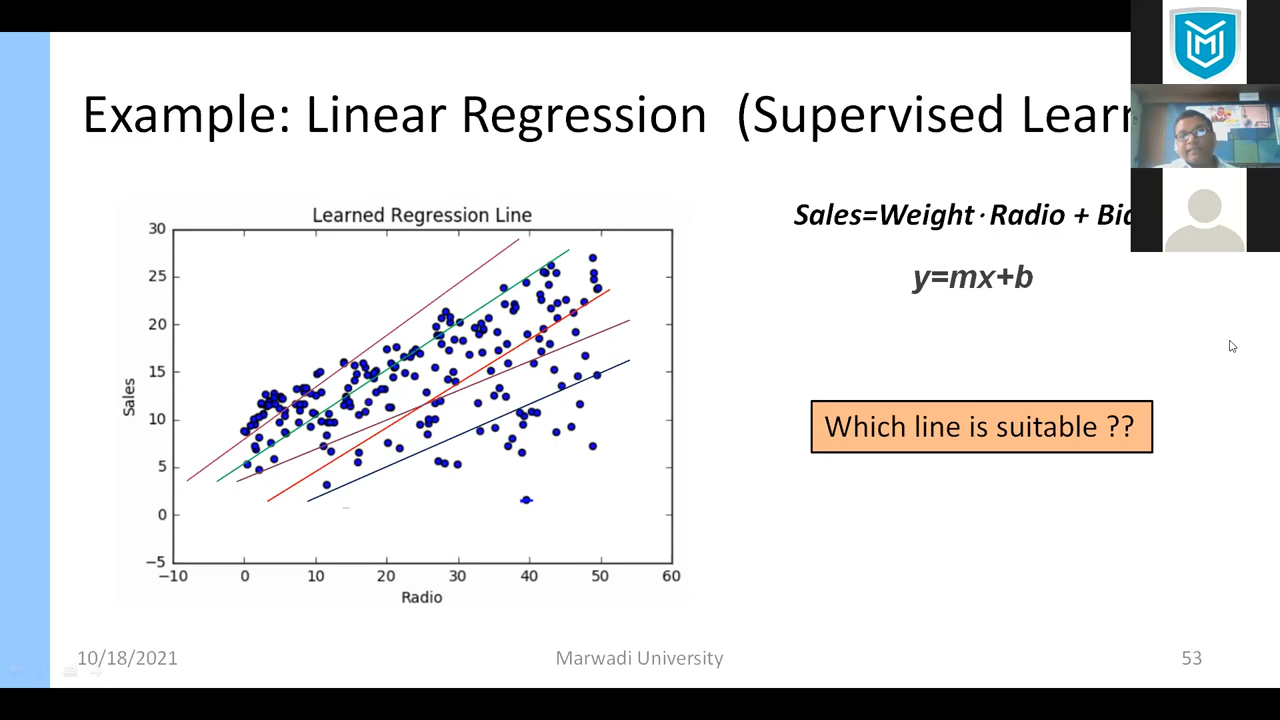 Example: Linear Regression (Supervised Learn
Learned Regression Line
30
25
20
15
10
5
0
−5
−10
0
10
20
30
40
50
60
Sales
Radio
Sales=Weight·Radio + Bia
y=mx+b
Which line is suitable ??
10/18/2021
Marwadi University
53